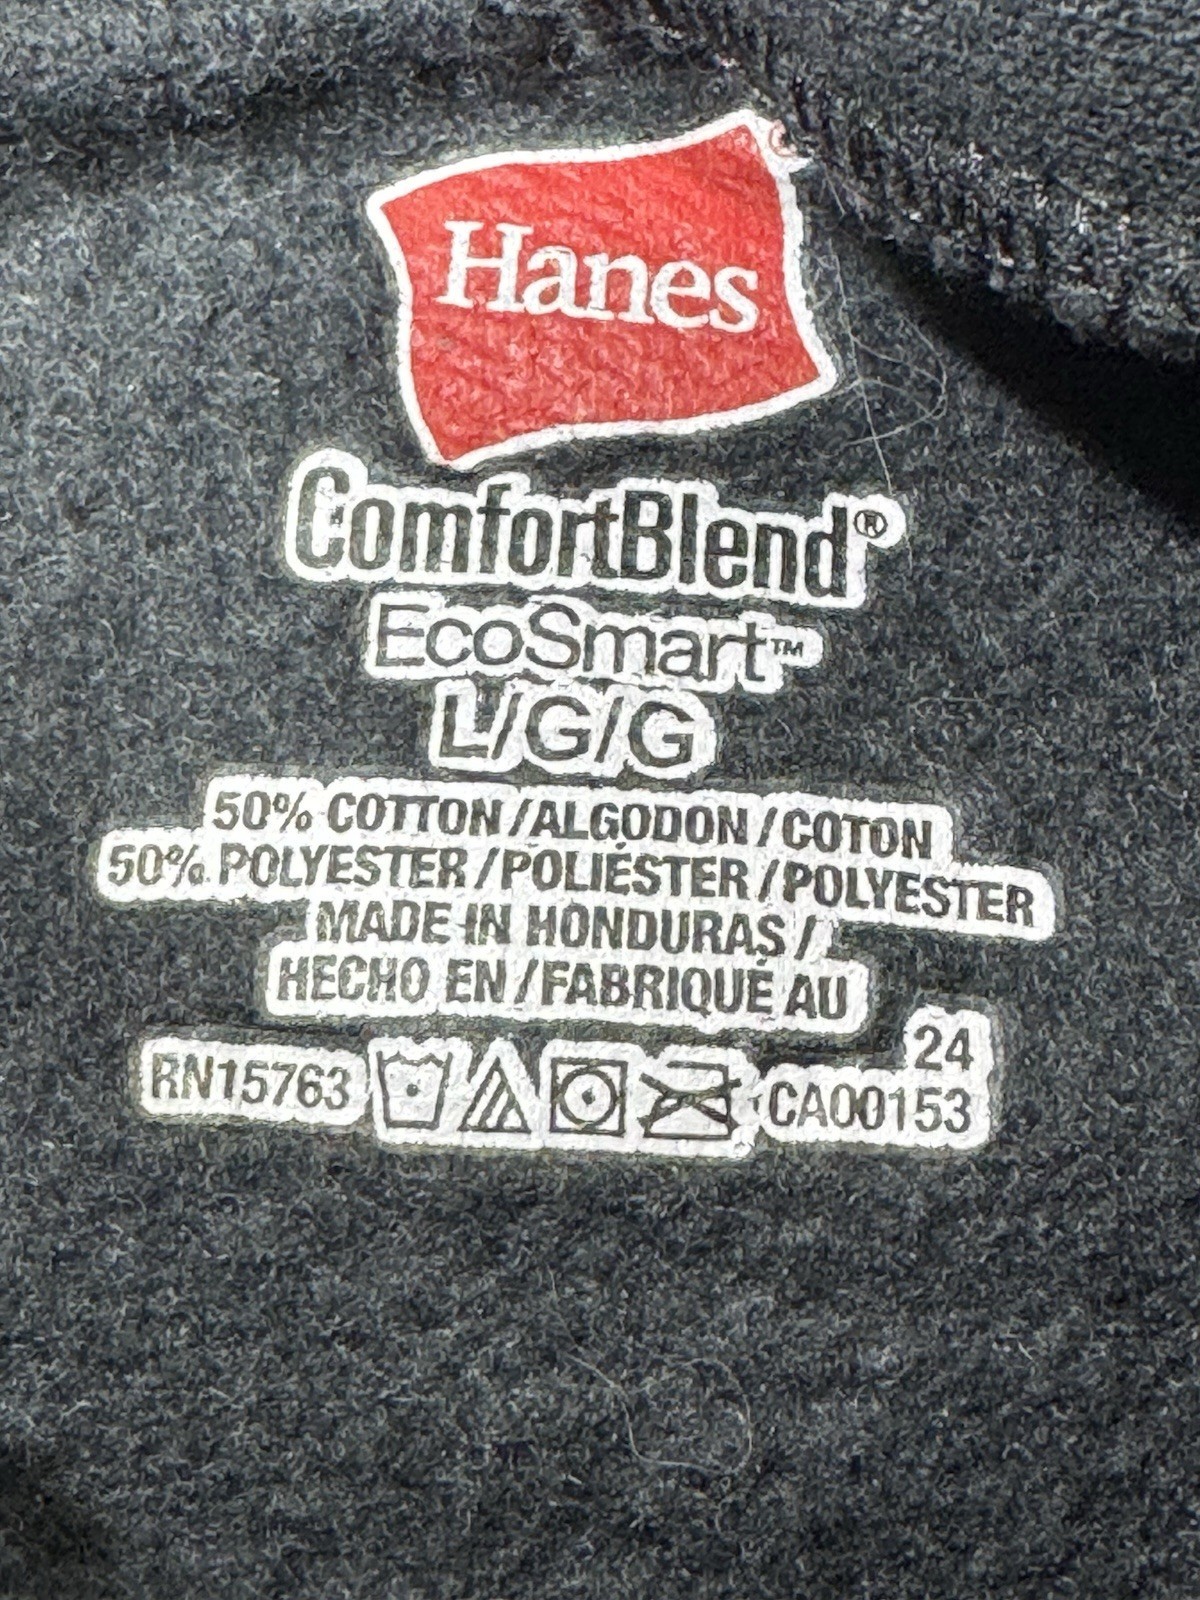 Hanes
ComfortBlend®
EcoSmart™
L/G/G
50% COTTON / ALGODON / COTON
50% POLYESTER / POLIÉSTER / POLYESTER
MADE IN HONDURAS /
HECHO EN / FABRIQUÉ AU
24
RN15763 CA00153